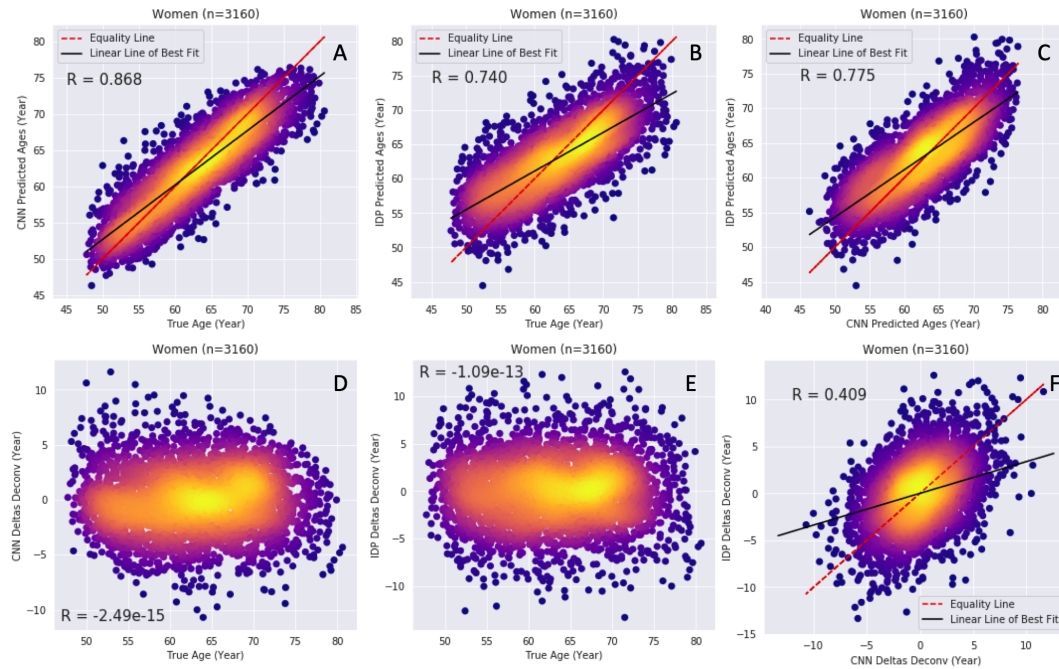 Women (n=3160)
Equality Line
Linear Line of Best Fit
R = 0.868
A
CNN Predicted Ages (Year)
80
75
70
65
60
55
50
45
45 50 55 60 65 70 75 80 85
True Age (Year)
Women (n=3160)
Equality Line
Linear Line of Best Fit
R = 0.740
B
IDP Predicted Ages (Year)
80
75
70
65
60
55
50
45
45 50 55 60 65 70 75 80 85
True Age (Year)
Women (n=3160)
Equality Line
Linear Line of Best Fit
R = 0.775
C
IDP Predicted Ages (Year)
80
75
70
65
60
55
50
45
40 45 50 55 60 65 70 75 80
CNN Predicted Ages (Year)
Women (n=3160)
D
CNN Deltas Deconv (Year)
10
5
0
−5
−10
R = -2.49e-15
50 55 60 65 70 75 80
True Age (Year)
Women (n=3160)
R = -1.09e-13
E
IDP Deltas Deconv (Year)
10
5
0
−5
−10
50 55 60 65 70 75 80
True Age (Year)
Women (n=3160)
R = 0.409
F
IDP Deltas Deconv (Year)
10
5
0
−5
−10
−15
Equality Line
Linear Line of Best Fit
−10 −5 0 5 10
CNN Deltas Deconv (Year)